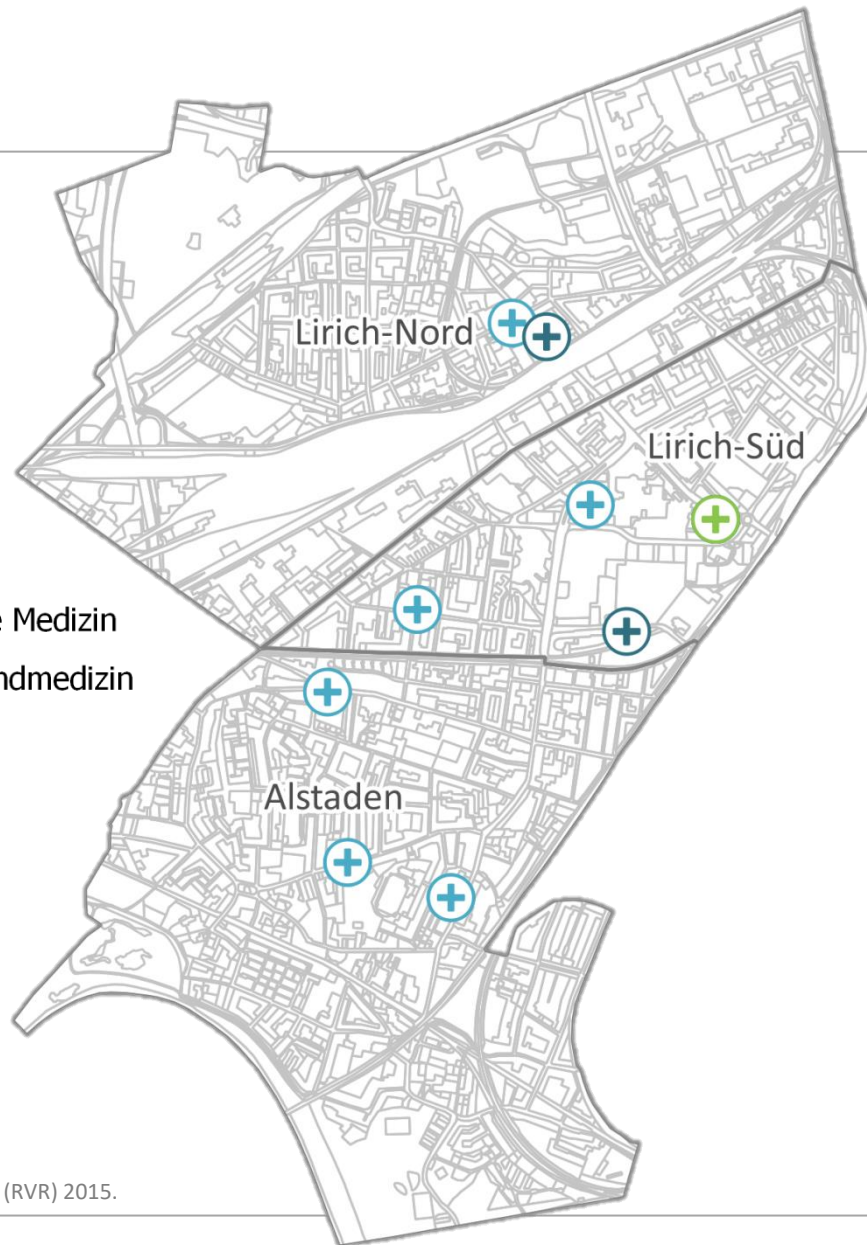 Lirich-Nord
Lirich-Süd
e Medizin
ndmedizin
Alstaden
(RVR) 2015.